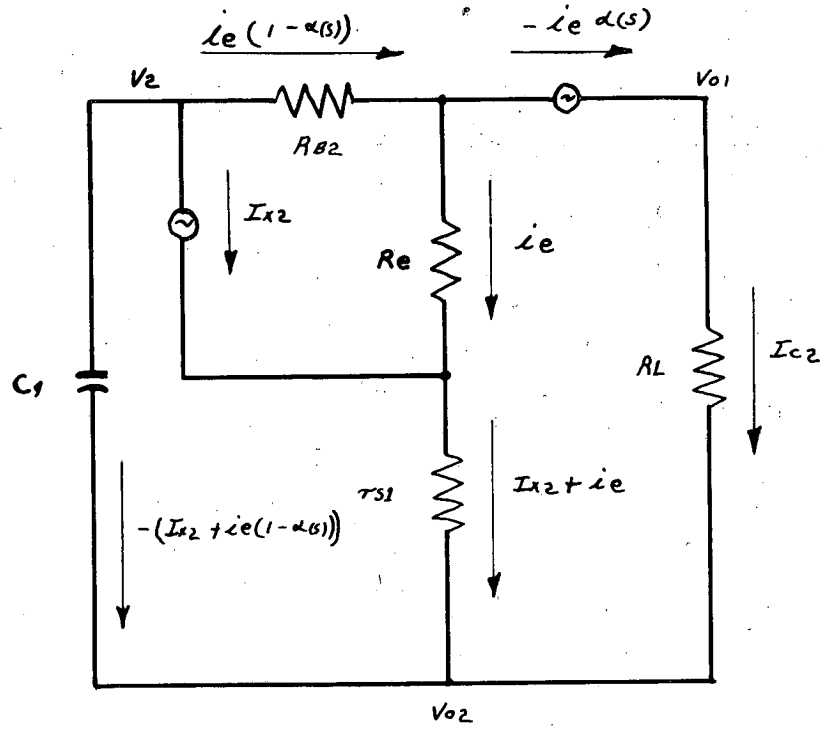 ie (1 - α(s))
- ie α(s)
V2
Vo1
RB2
Ix2
Re
ie
C1
RL
Ic2
rS1
Ix2 + ie
-(Ix2 + ie(1-α(s)))
Vo2